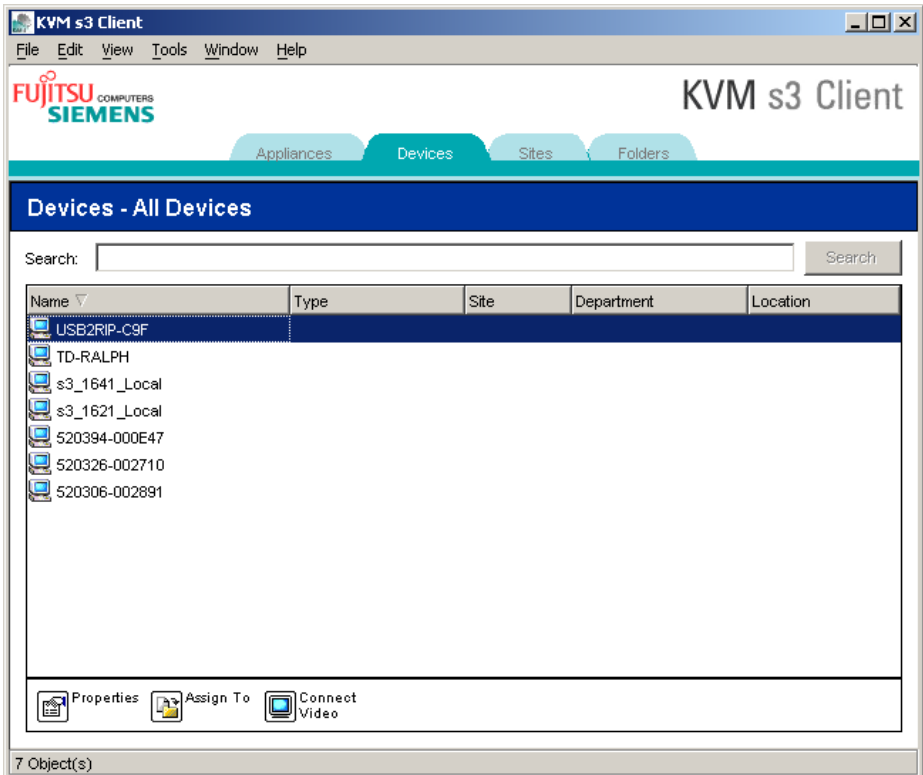 KVM s3 Client
File Edit View Tools Window Help
FUJITSU COMPUTERS
SIEMENS
KVM s3 Client
Appliances Devices Sites Folders
Devices - All Devices
Search: Search
Name Type Site Department Location
USB2RIP-C9F
TD-RALPH
s3_1641_Local
s3_1621_Local
520394-000E47
520326-002710
520306-002891
Properties Assign To Connect
Video
7 Object(s)